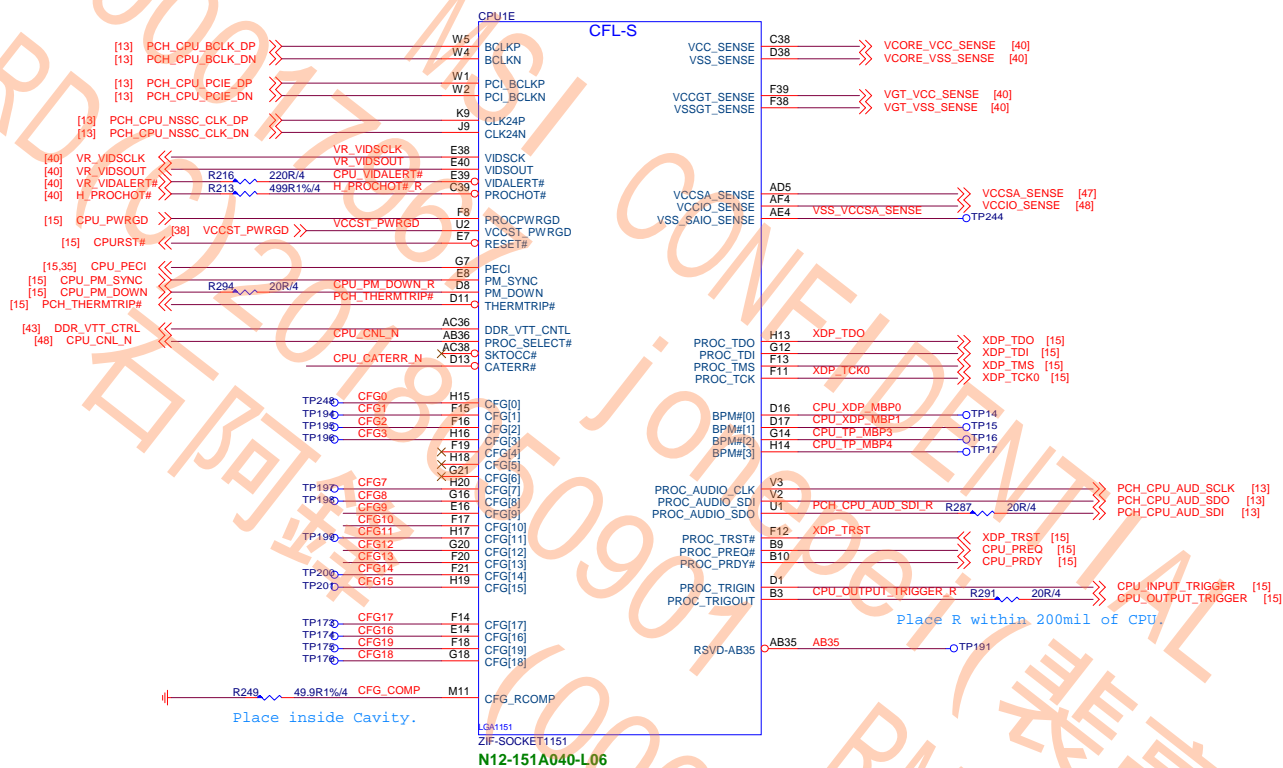 CPU1E
CFL-S
[13] PCH_CPU_BCLK_DP W5 BCLKP
[13] PCH_CPU_BCLK_DN W4 BCLKN
[13] PCH_CPU_PCIE_DP W1 PCI_BCLKP
[13] PCH_CPU_PCIE_DN W2 PCI_BCLKN
[13] PCH_CPU_NSSC_CLK_DP K9 CLK24P
[13] PCH_CPU_NSSC_CLK_DN J9 CLK24N
[40] VR_VIDSCLK VR_VIDSCLK E38 VIDSCK
[40] VR_VIDSOUT VR_VIDSOUT E40 VIDSOUT
[40] VR_VIDALERT# R216 220R/4 CPU_VIDALERT# E39 VIDALERT#
[40] H_PROCHOT# R213 499R1%/4 H_PROCHOT#_R C39 PROCHOT#
[15] CPU_PWRGD F8 PROCPWRGD
[38] VCCST_PWRGD VCCST_PWRGD U2 VCCST_PWRGD
[15] CPURST# E7 RESET#
[15,35] CPU_PECI G7 PECI
[15] CPU_PM_SYNC E8 PM_SYNC
[15] CPU_PM_DOWN R294 20R/4 CPU_PM_DOWN_R D8 PM_DOWN
[15] PCH_THERMTRIP# PCH_THERMTRIP# D11 THERMTRIP#
[43] DDR_VTT_CTRL AC36 DDR_VTT_CNTL
[48] CPU_CNL_N CPU_CNL_N AB36 PROC_SELECT#
AC38 SKTOCC#
CPU_CATERR_N D13 CATERR#
TP248 CFG0 H15 CFG[0]
TP194 CFG1 F15 CFG[1]
TP195 CFG2 F16 CFG[2]
TP196 CFG3 H16 CFG[3]
F19 CFG[4]
H18 CFG[5]
G21 CFG[6]
TP197 CFG7 H20 CFG[7]
TP198 CFG8 G16 CFG[8]
CFG9 E16 CFG[9]
CFG10 F17 CFG[10]
TP199 CFG11 H17 CFG[11]
CFG12 G20 CFG[12]
CFG13 F20 CFG[13]
TP200 CFG14 F21 CFG[14]
TP201 CFG15 H19 CFG[15]
TP173 CFG17 F14 CFG[17]
TP174 CFG16 E14 CFG[16]
TP175 CFG19 F18 CFG[19]
TP176 CFG18 G18 CFG[18]
R249 49.9R1%/4 CFG_COMP M11 CFG_RCOMP
Place inside Cavity.
VCC_SENSE C38 VCORE_VCC_SENSE [40]
VSS_SENSE D38 VCORE_VSS_SENSE [40]
VCCGT_SENSE F39 VGT_VCC_SENSE [40]
VSSGT_SENSE F38 VGT_VSS_SENSE [40]
VCCSA_SENSE AD5 VCCSA_SENSE [47]
VCCIO_SENSE AF4 VCCIO_SENSE [48]
VSS_SAIO_SENSE AE4 VSS_VCCSA_SENSE TP244
PROC_TDO H13 XDP_TDO XDP_TDO [15]
PROC_TDI G12 XDP_TDI [15]
PROC_TMS F13 XDP_TMS [15]
PROC_TCK F11 XDP_TCK0 XDP_TCK0 [15]
BPM#[0] D16 CPU_XDP_MBP0 TP14
BPM#[1] D17 CPU_XDP_MBP1 TP15
BPM#[2] G14 CPU_TP_MBP3 TP16
BPM#[3] H14 CPU_TP_MBP4 TP17
PROC_AUDIO_CLK V3 PCH_CPU_AUD_SCLK [13]
PROC_AUDIO_SDI V2 PCH_CPU_AUD_SDO [13]
PROC_AUDIO_SDO U1 PCH_CPU_AUD_SDI_R R287 20R/4 PCH_CPU_AUD_SDI [13]
PROC_TRST# F12 XDP_TRST XDP_TRST [15]
PROC_PREQ# B9 CPU_PREQ [15]
PROC_PRDY# B10 CPU_PRDY [15]
PROC_TRIGIN D1 CPU_INPUT_TRIGGER [15]
PROC_TRIGOUT B3 CPU_OUTPUT_TRIGGER_R R291 20R/4 CPU_OUTPUT_TRIGGER [15]
Place R within 200mil of CPU.
RSVD-AB35 AB35 AB35 TP191
LGA1151
ZIF-SOCKET1151
N12-151A040-L06
MSI CONFIDENTIAL
jonepei(裴
石阿鋒